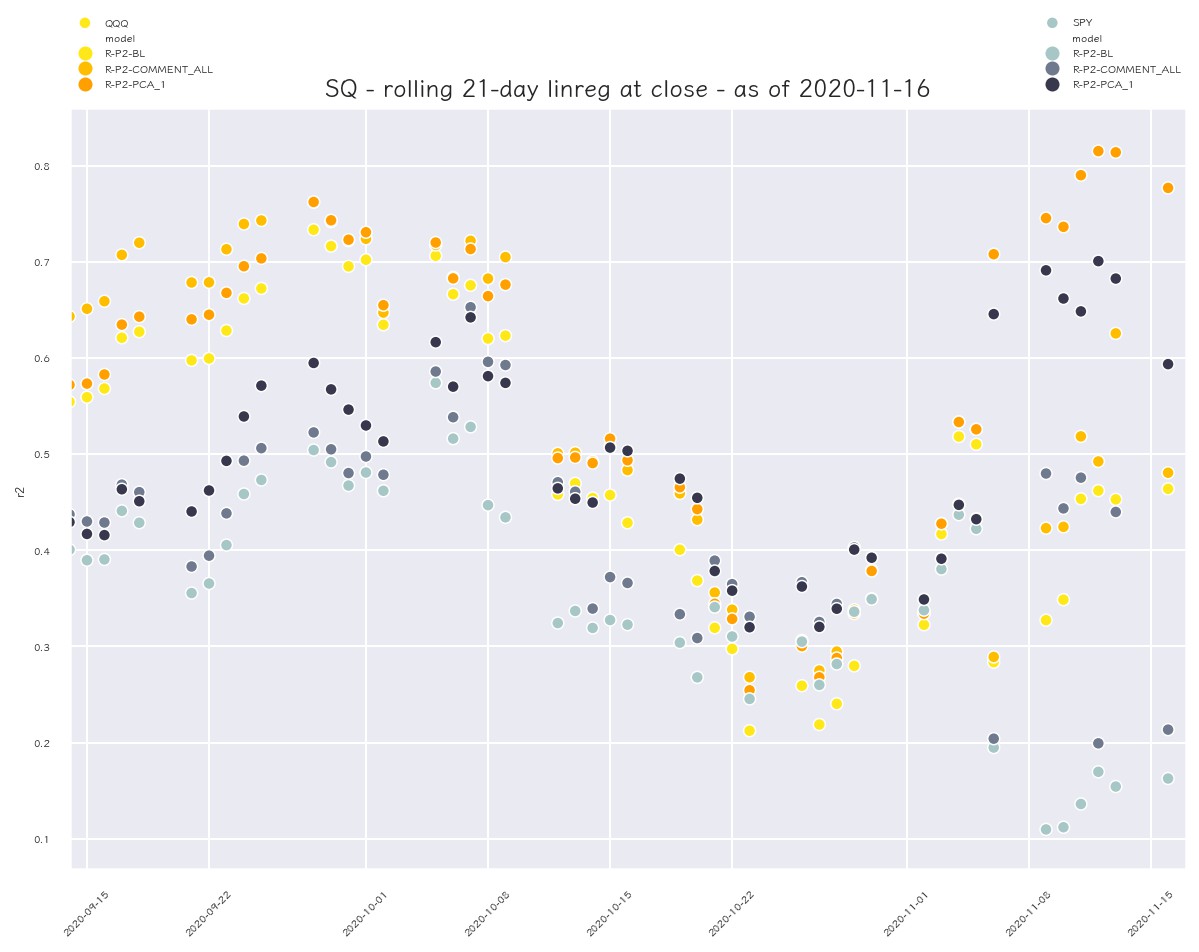 QQQ
model
R-P2-BL
R-P2-COMMENT_ALL
R-P2-PCA_1
SPY
model
R-P2-BL
R-P2-COMMENT_ALL
R-P2-PCA_1
SQ - rolling 21-day linreg at close - as of 2020-11-16
0.8
0.7
0.6
0.5
0.4
0.3
0.2
0.1
r2
2020-09-15
2020-09-22
2020-10-01
2020-10-08
2020-10-15
2020-10-22
2020-11-01
2020-11-08
2020-11-15